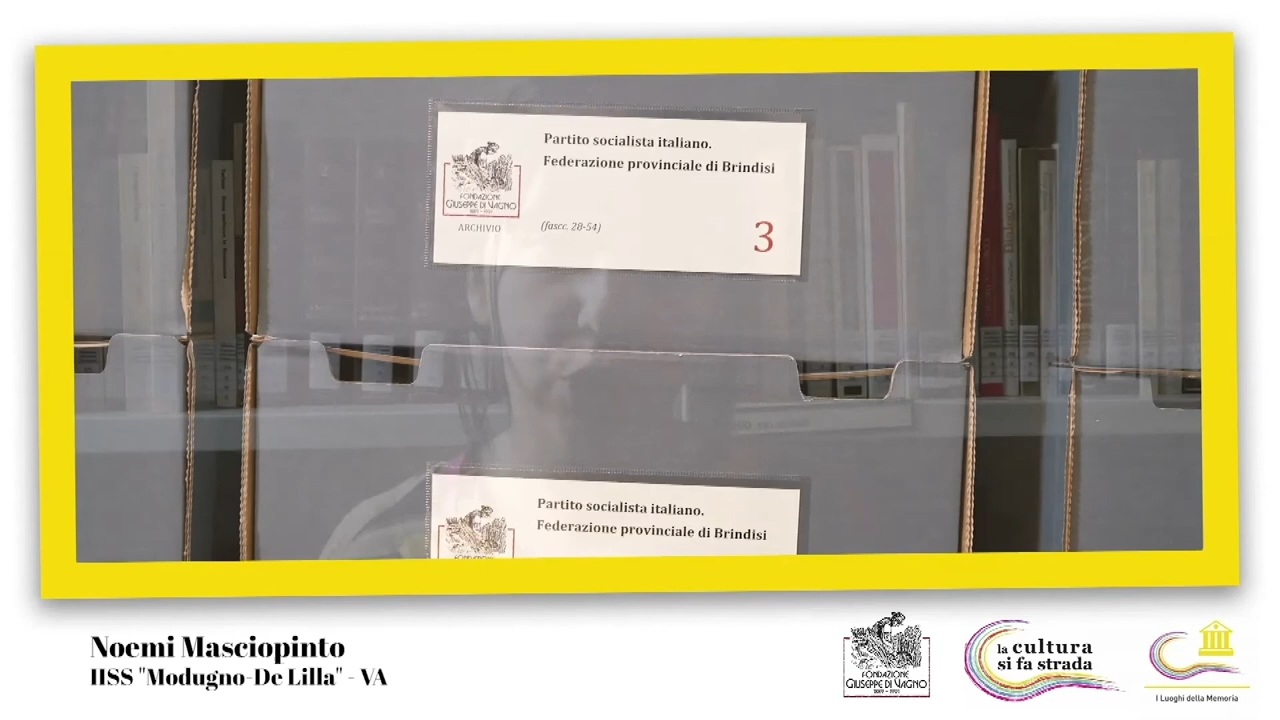 Partito socialista italiano.
Federazione provinciale di Brindisi
FONDAZIONE
GIUSEPPE DI VAGNO
1889 - 1921
ARCHIVIO
(fascc. 28-54)
3
Partito socialista italiano.
Federazione provinciale di Brindisi
Noemi Masciopinto
IISS "Modugno-De Lilla" - VA
FONDAZIONE
GIUSEPPE DI VAGNO
1889 - 1921
la cultura
si fa strada
I Luoghi della Memoria